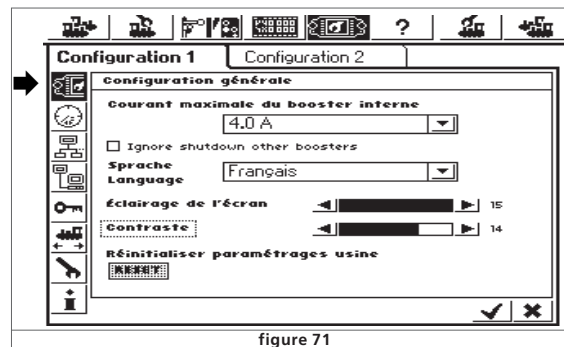 ?
Configuration 1 Configuration 2
Configuration générale
Courant maximale du booster interne
4.0 A
Ignore shutdown other boosters
Sprache
Language
Français
Éclairage de l'écran 15
Contraste 14
Réinitialiser paramétrages usine
RESET
i
figure 71